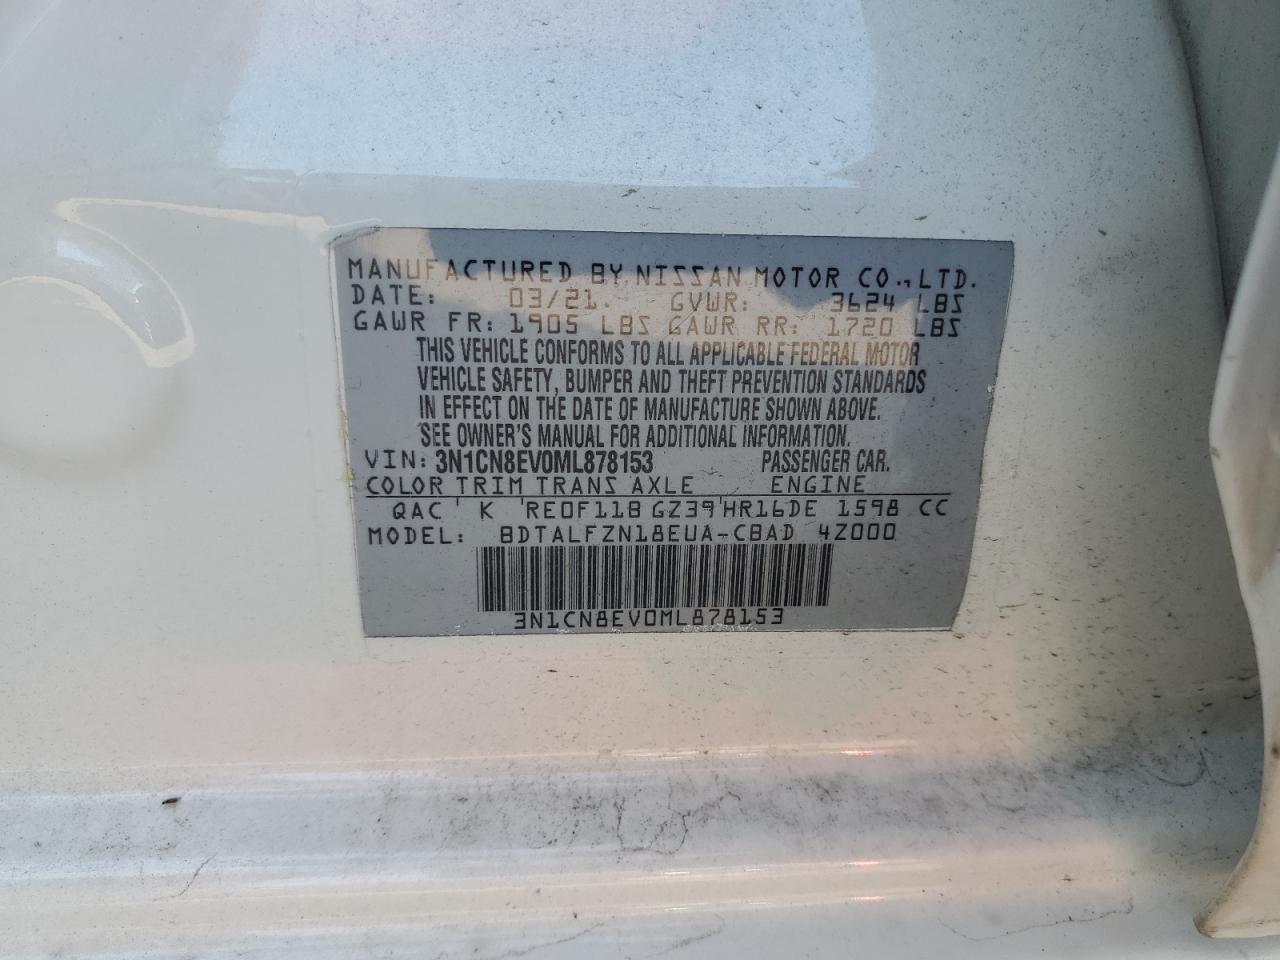 MANUFACTURED BY NISSAN MOTOR CO.,LTD.
DATE: 03/21. GVWR: 3624 LBS
GAWR FR: 1905 LBS GAWR RR: 1720 LBS
THIS VEHICLE CONFORMS TO ALL APPLICABLE FEDERAL MOTOR
VEHICLE SAFETY, BUMPER AND THEFT PREVENTION STANDARDS
IN EFFECT ON THE DATE OF MANUFACTURE SHOWN ABOVE.
SEE OWNER'S MANUAL FOR ADDITIONAL INFORMATION.
VIN: 3N1CN8EV0ML878153 PASSENGER CAR.
COLOR TRIM TRANS AXLE ENGINE
QAC K RE0F11B GZ39 HR16DE 1598 CC
MODEL: BDTALFZN18EUA-CBAD 4Z000
3N1CN8EV0ML878153